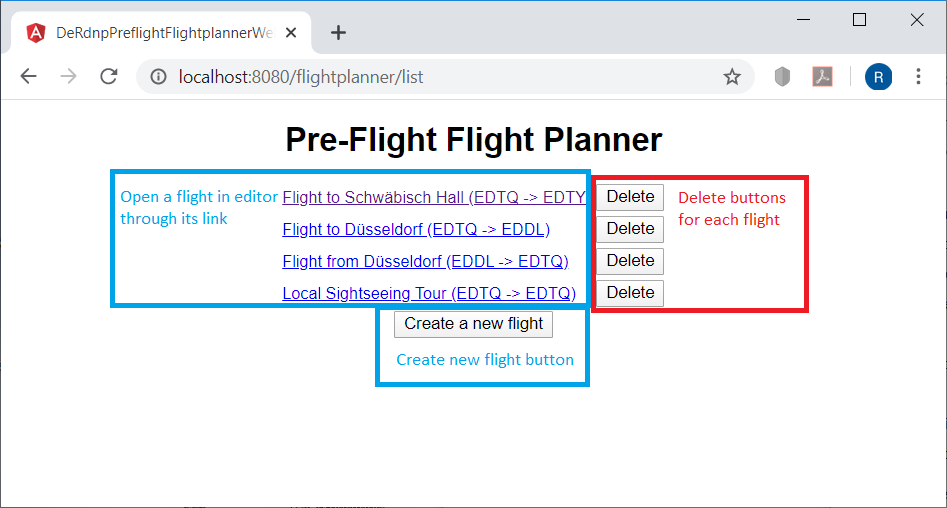 DeRdnpPreflightFlightplannerWe
localhost:8080/flightplanner/list
R
Pre-Flight Flight Planner
Open a flight in editor
through its link
Flight to Schwäbisch Hall (EDTQ -> EDTY
Delete
Delete buttons
for each flight
Flight to Düsseldorf (EDTQ -> EDDL)
Delete
Flight from Düsseldorf (EDDL -> EDTQ)
Delete
Local Sightseeing Tour (EDTQ -> EDTQ)
Delete
Create a new flight
Create new flight button